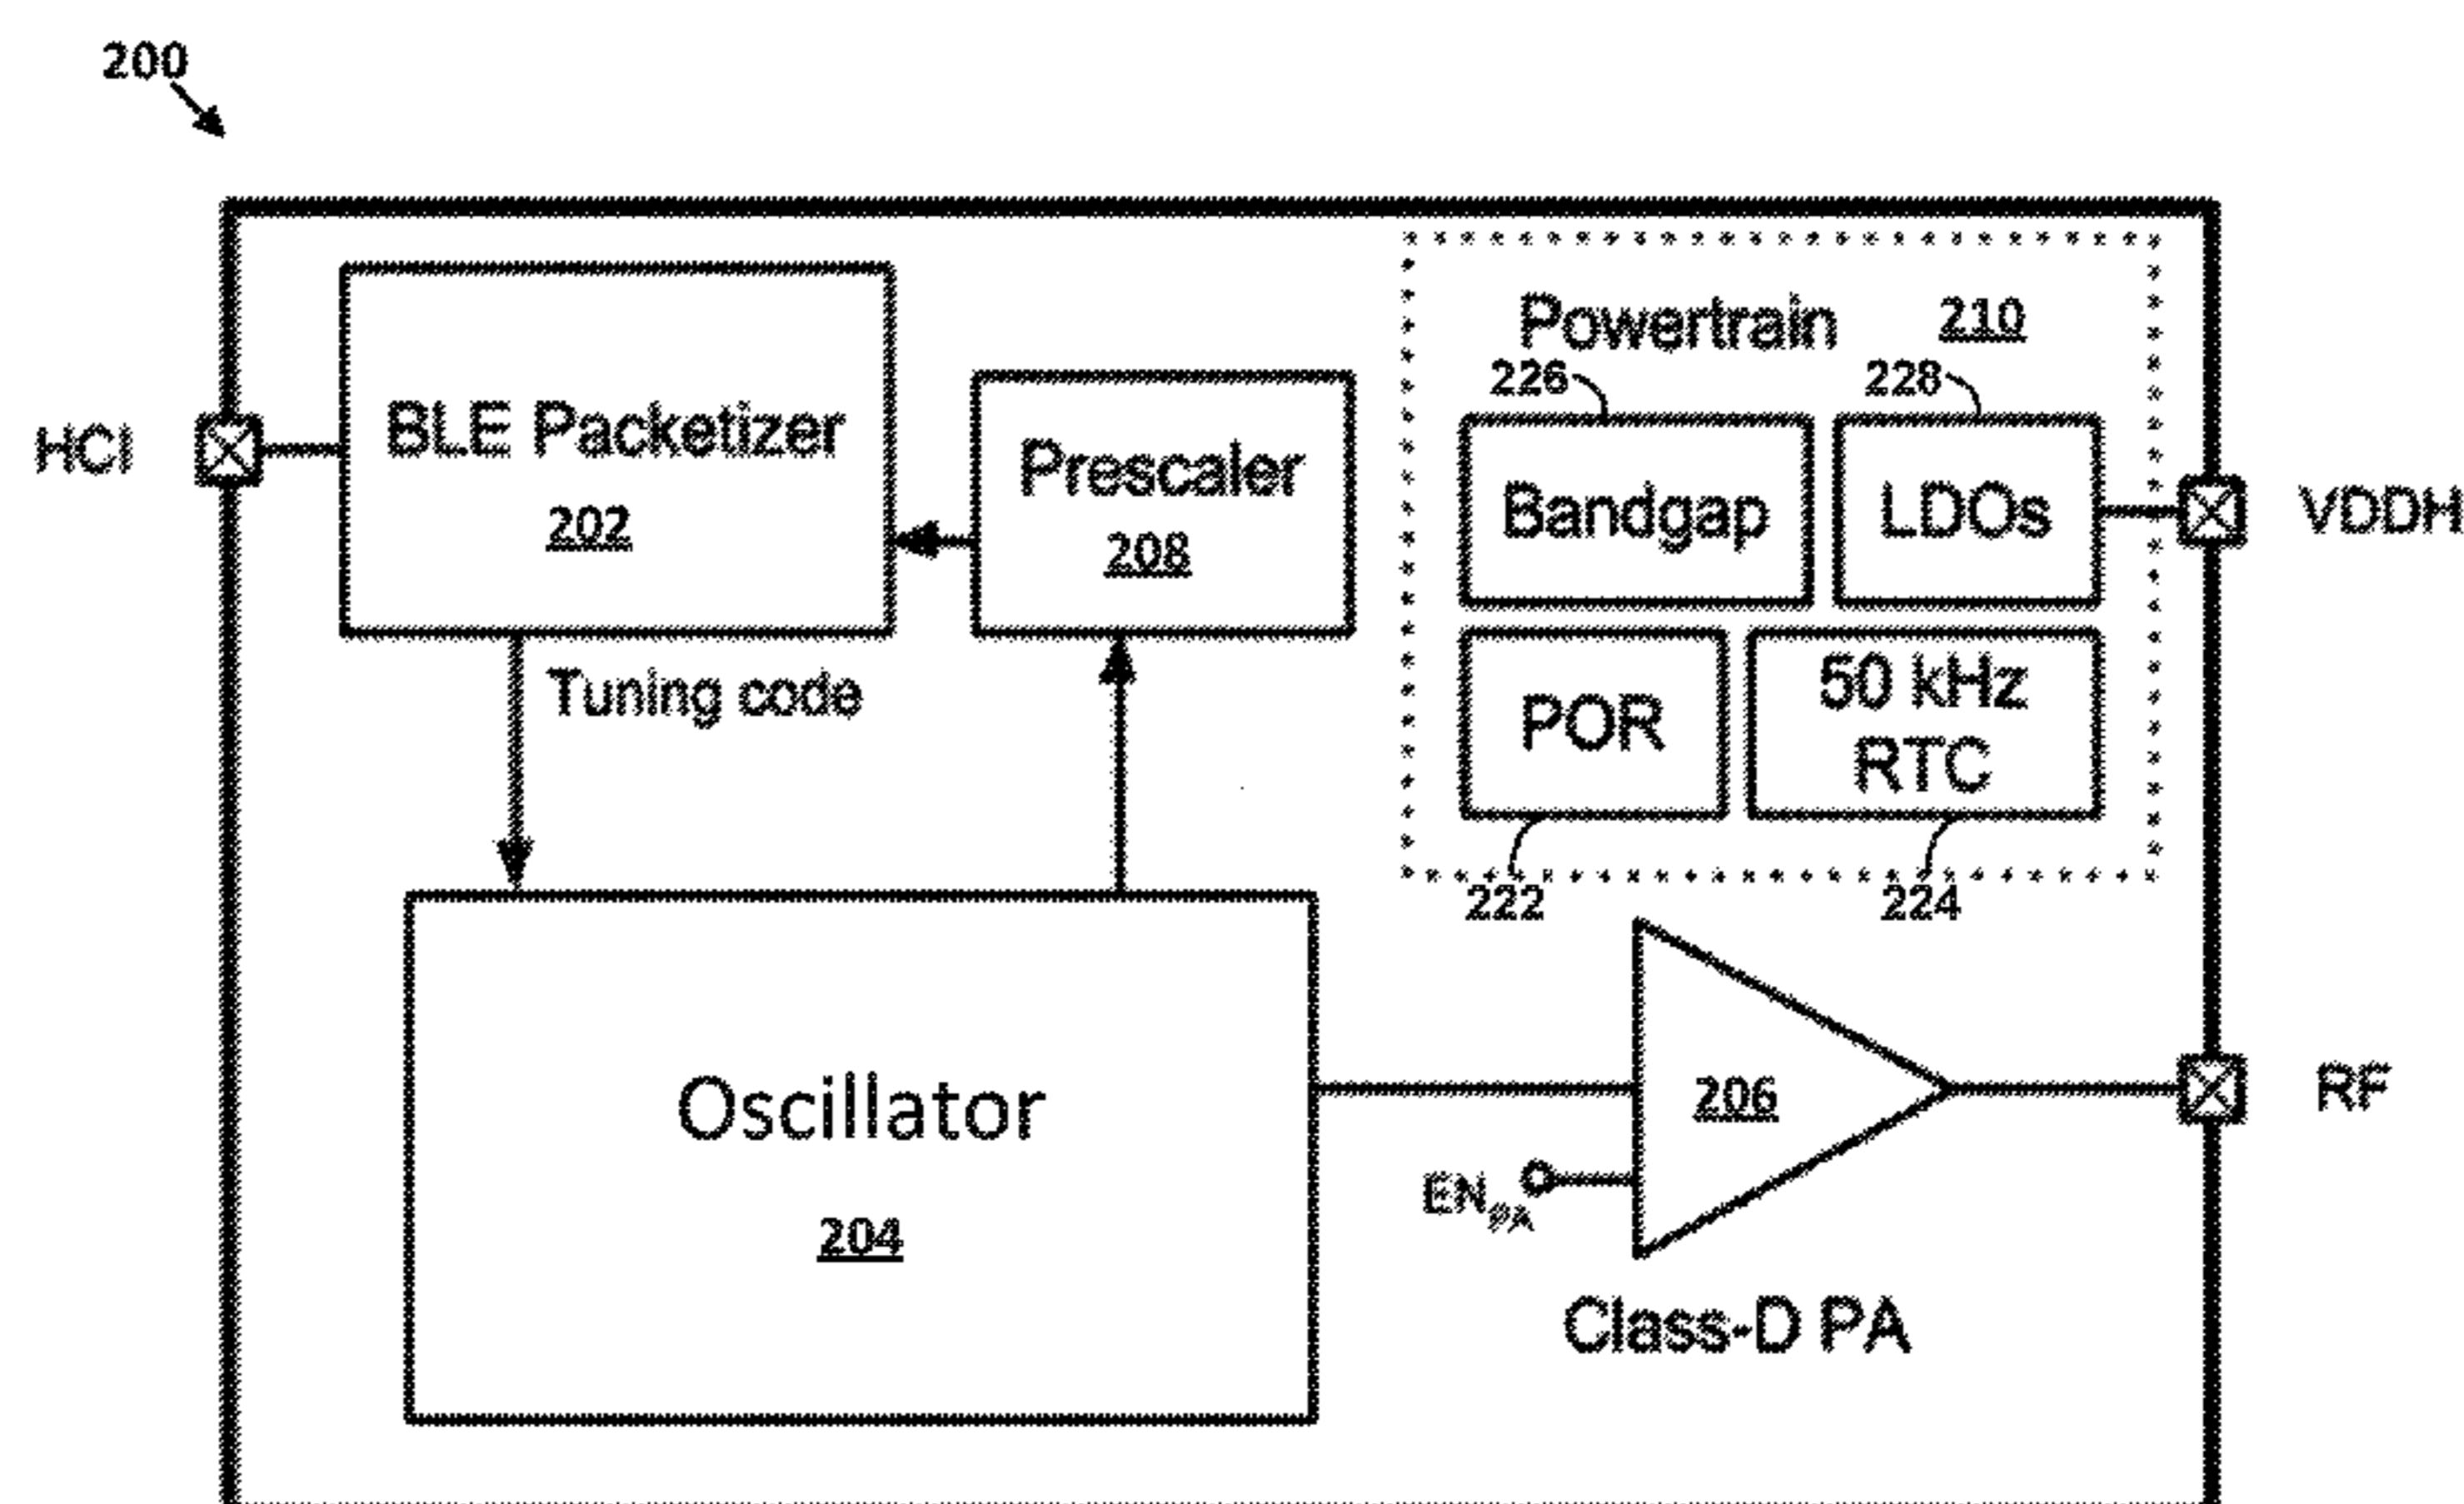 200
Powertrain 210
226 228
HCI
BLE Packetizer
202
Prescaler
208
Bandgap
LDOs
VDDH
Tuning code
POR
50 kHz
RTC
222 224
Oscillator
204
206
RF
EN_PA
Class-D PA